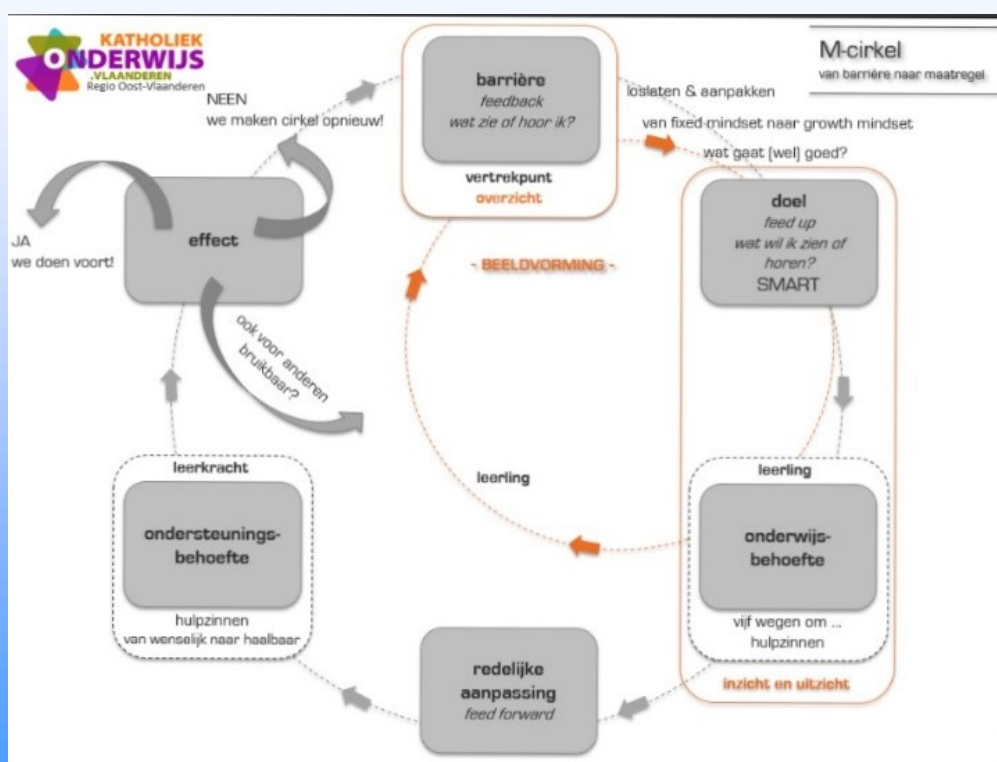 KATHOLIEK
ONDERWIJS
.VLAANDEREN
Regio Oost-Vlaanderen
M-cirkel
van barrière naar maatregel
barrière
feedback
wat zie of hoor ik?
vertrekpunt
overzicht
NEEN
we maken cirkel opnieuw!
loslaten & aanpakken
van fixed mindset naar growth mindset
wat gaat (wel) goed?
doel
feed up
wat wil ik zien of
horen?
SMART
effect
JA
we doen voort!
- BEELDVORMING -
ook voor anderen
bruikbaar?
leerkracht
ondersteunings-
behoefte
hulpzinnen
van wenselijk naar haalbaar
leerling
leerling
onderwijs-
behoefte
vijf wegen om ...
hulpzinnen
inzicht en uitzicht
redelijke
aanpassing
feed forward